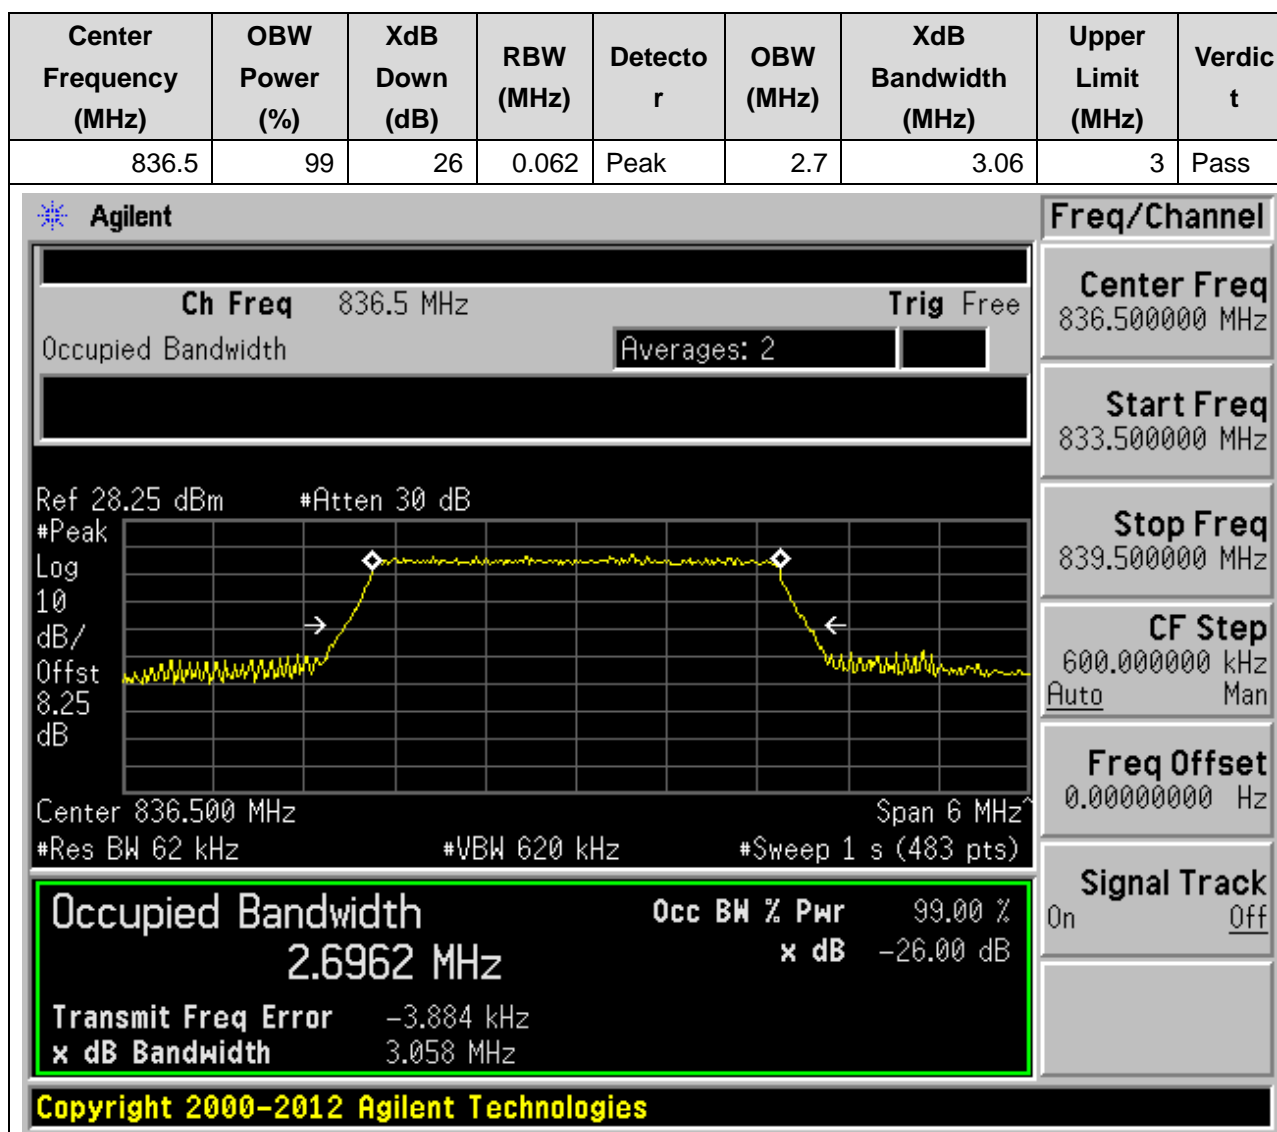 Center Frequency (MHz) OBW Power (%) XdB Down (dB) RBW (MHz) Detecto r OBW (MHz) XdB Bandwidth (MHz) Upper Limit (MHz) Verdic t
836.5 99 26 0.062 Peak 2.7 3.06 3 Pass
Agilent
Ch Freq 836.5 MHz Trig Free
Occupied Bandwidth Averages: 2
Ref 28.25 dBm #Atten 30 dB
#Peak
Log
10
dB/
Offst
8.25
dB
Center 836.500 MHz Span 6 MHz^
#Res BW 62 kHz #VBW 620 kHz #Sweep 1 s (483 pts)
Occupied Bandwidth Occ BW % Pwr 99.00 %
2.6962 MHz x dB -26.00 dB
Transmit Freq Error -3.884 kHz
x dB Bandwidth 3.058 MHz
Copyright 2000-2012 Agilent Technologies
Freq/Channel
Center Freq
836.500000 MHz
Start Freq
833.500000 MHz
Stop Freq
839.500000 MHz
CF Step
600.000000 kHz
Auto Man
Freq Offset
0.00000000 Hz
Signal Track
On Off